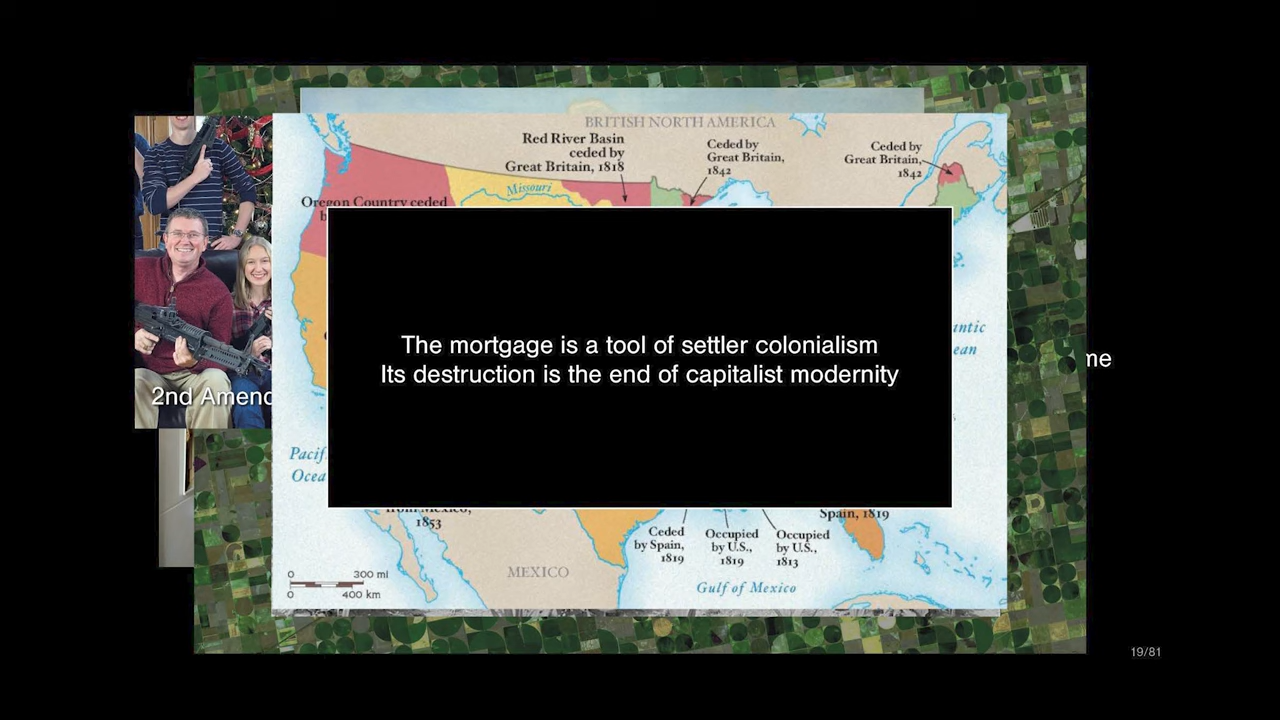 BRITISH NORTH AMERICA
Red River Basin
ceded by
Great Britain, 1818
Ceded by
Great Britain,
1842
Ceded by
Great Britain,
1842
Missouri
Oregon Country ceded
The mortgage is a tool of settler colonialism
Its destruction is the end of capitalist modernity
2nd Amend
me
Pacif
Ocea
1853
Ceded
by Spain,
1819
Occupied
by U.S.,
1819
Occupied
by U.S.,
1813
Spain, 1819
MEXICO
Gulf of Mexico
0 300 mi
0 400 km
19/81